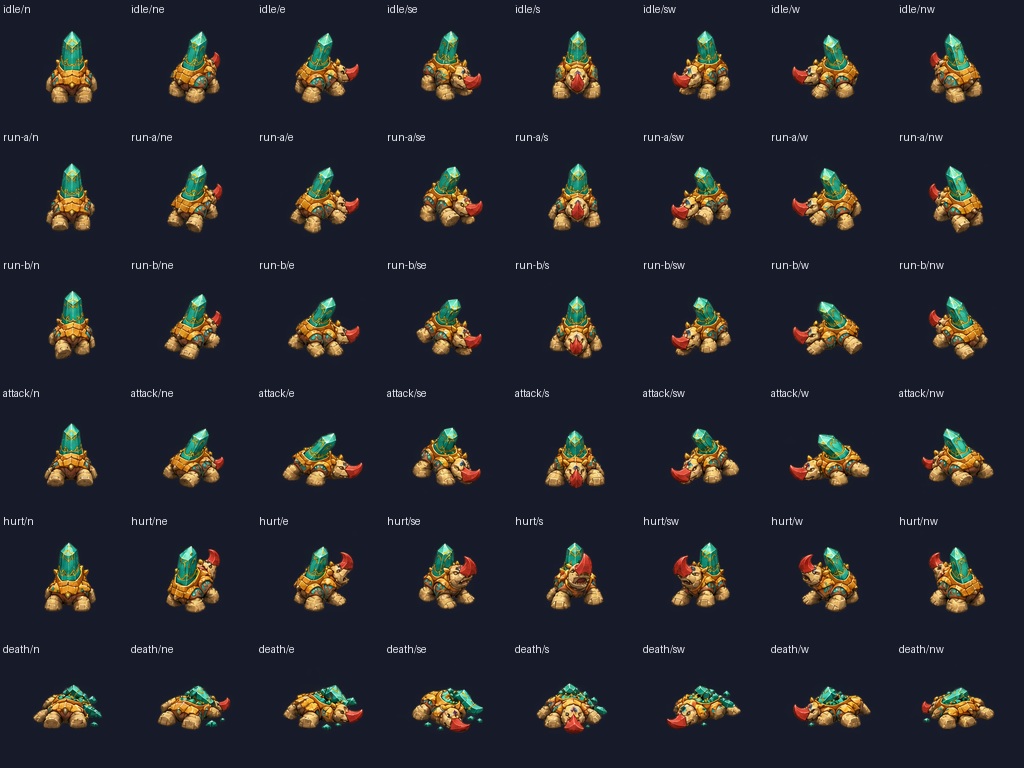 idle/n idle/ne idle/e idle/se idle/s idle/sw idle/w idle/nw
run-a/n run-a/ne run-a/e run-a/se run-a/s run-a/sw run-a/w run-a/nw
run-b/n run-b/ne run-b/e run-b/se run-b/s run-b/sw run-b/w run-b/nw
attack/n attack/ne attack/e attack/se attack/s attack/sw attack/w attack/nw
hurt/n hurt/ne hurt/e hurt/se hurt/s hurt/sw hurt/w hurt/nw
death/n death/ne death/e death/se death/s death/sw death/w death/nw